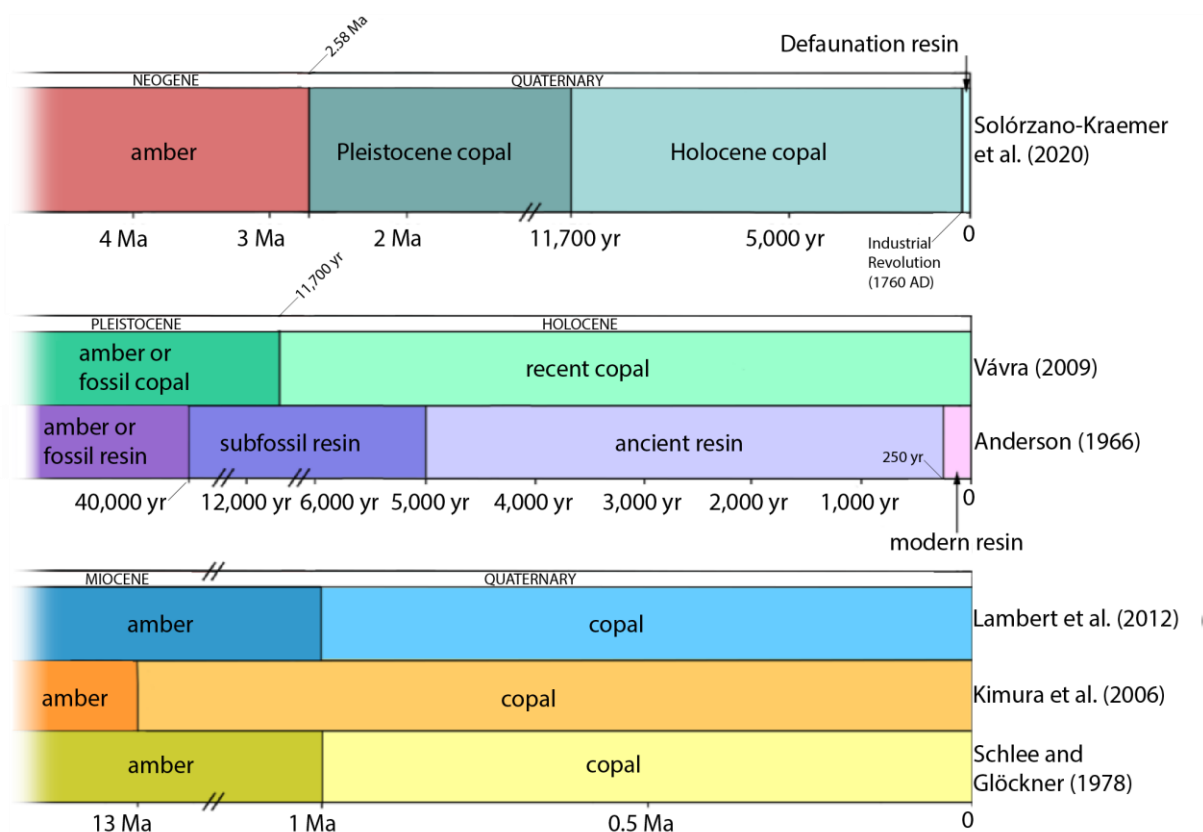 Defaunation resin
2.58 Ma
NEOGENE QUATERNARY
amber Pleistocene copal Holocene copal
Solórzano-Kraemer
et al. (2020)
4 Ma 3 Ma 2 Ma 11,700 yr 5,000 yr 0
Industrial
Revolution
(1760 AD)
11,700 yr
PLEISTOCENE HOLOCENE
amber or
fossil copal
recent copal
Vávra (2009)
amber or
fossil resin
subfossil resin
ancient resin
250 yr
Anderson (1966)
40,000 yr 12,000 yr 6,000 yr 5,000 yr 4,000 yr 3,000 yr 2,000 yr 1,000 yr 0
modern resin
MIOCENE QUATERNARY
amber copal Lambert et al. (2012)
amber copal Kimura et al. (2006)
amber copal
Schlee and
Glöckner (1978)
13 Ma 1 Ma 0.5 Ma 0